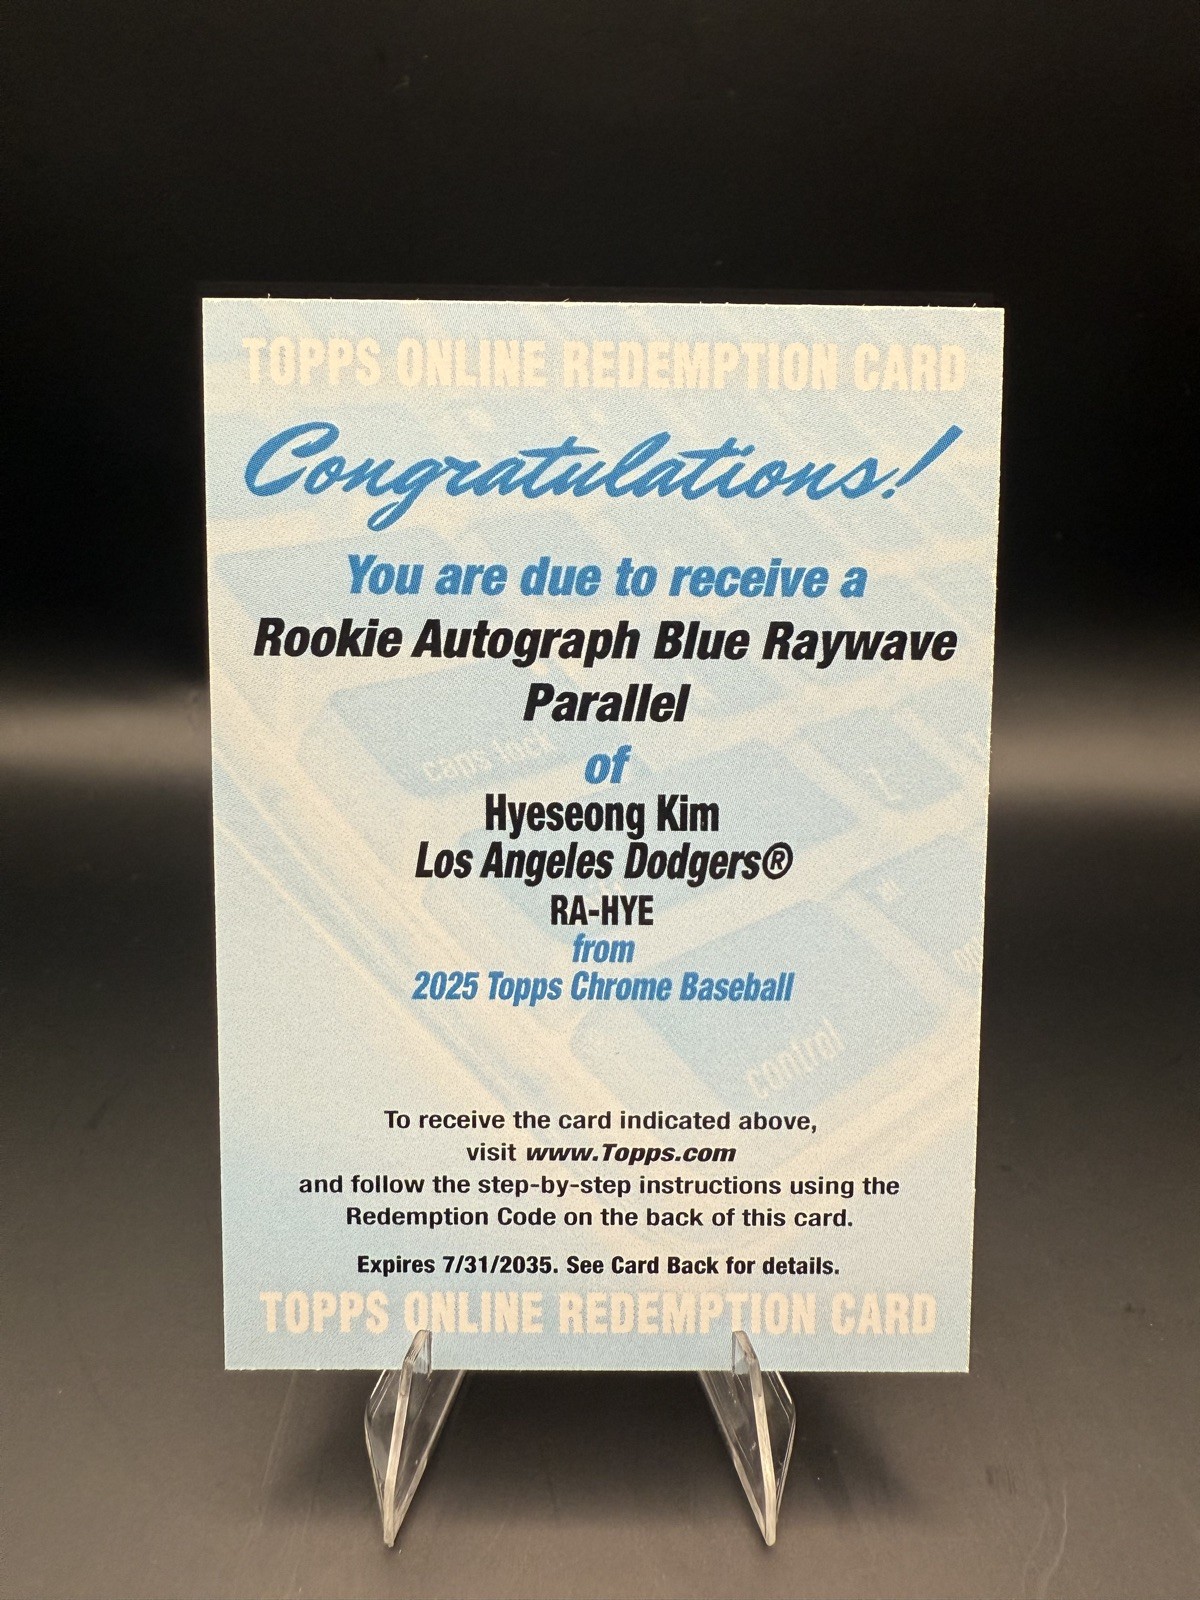 TOPPS ONLINE REDEMPTION CARD
Congratulations!
You are due to receive a
Rookie Autograph Blue Raywave
Parallel
of
Hyeseong Kim
Los Angeles Dodgers®
RA-HYE
from
2025 Topps Chrome Baseball
caps lock
Z
control
To receive the card indicated above,
visit www.Topps.com
and follow the step-by-step instructions using the
Redemption Code on the back of this card.
Expires 7/31/2035. See Card Back for details.
TOPPS ONLINE REDEMPTION CARD